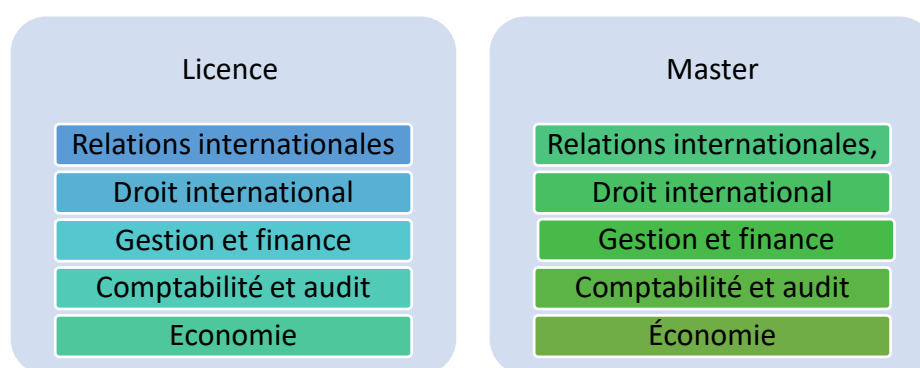 Licence
Relations internationales
Droit international
Gestion et finance
Comptabilité et audit
Economie
Master
Relations internationales,
Droit international
Gestion et finance
Comptabilité et audit
Économie